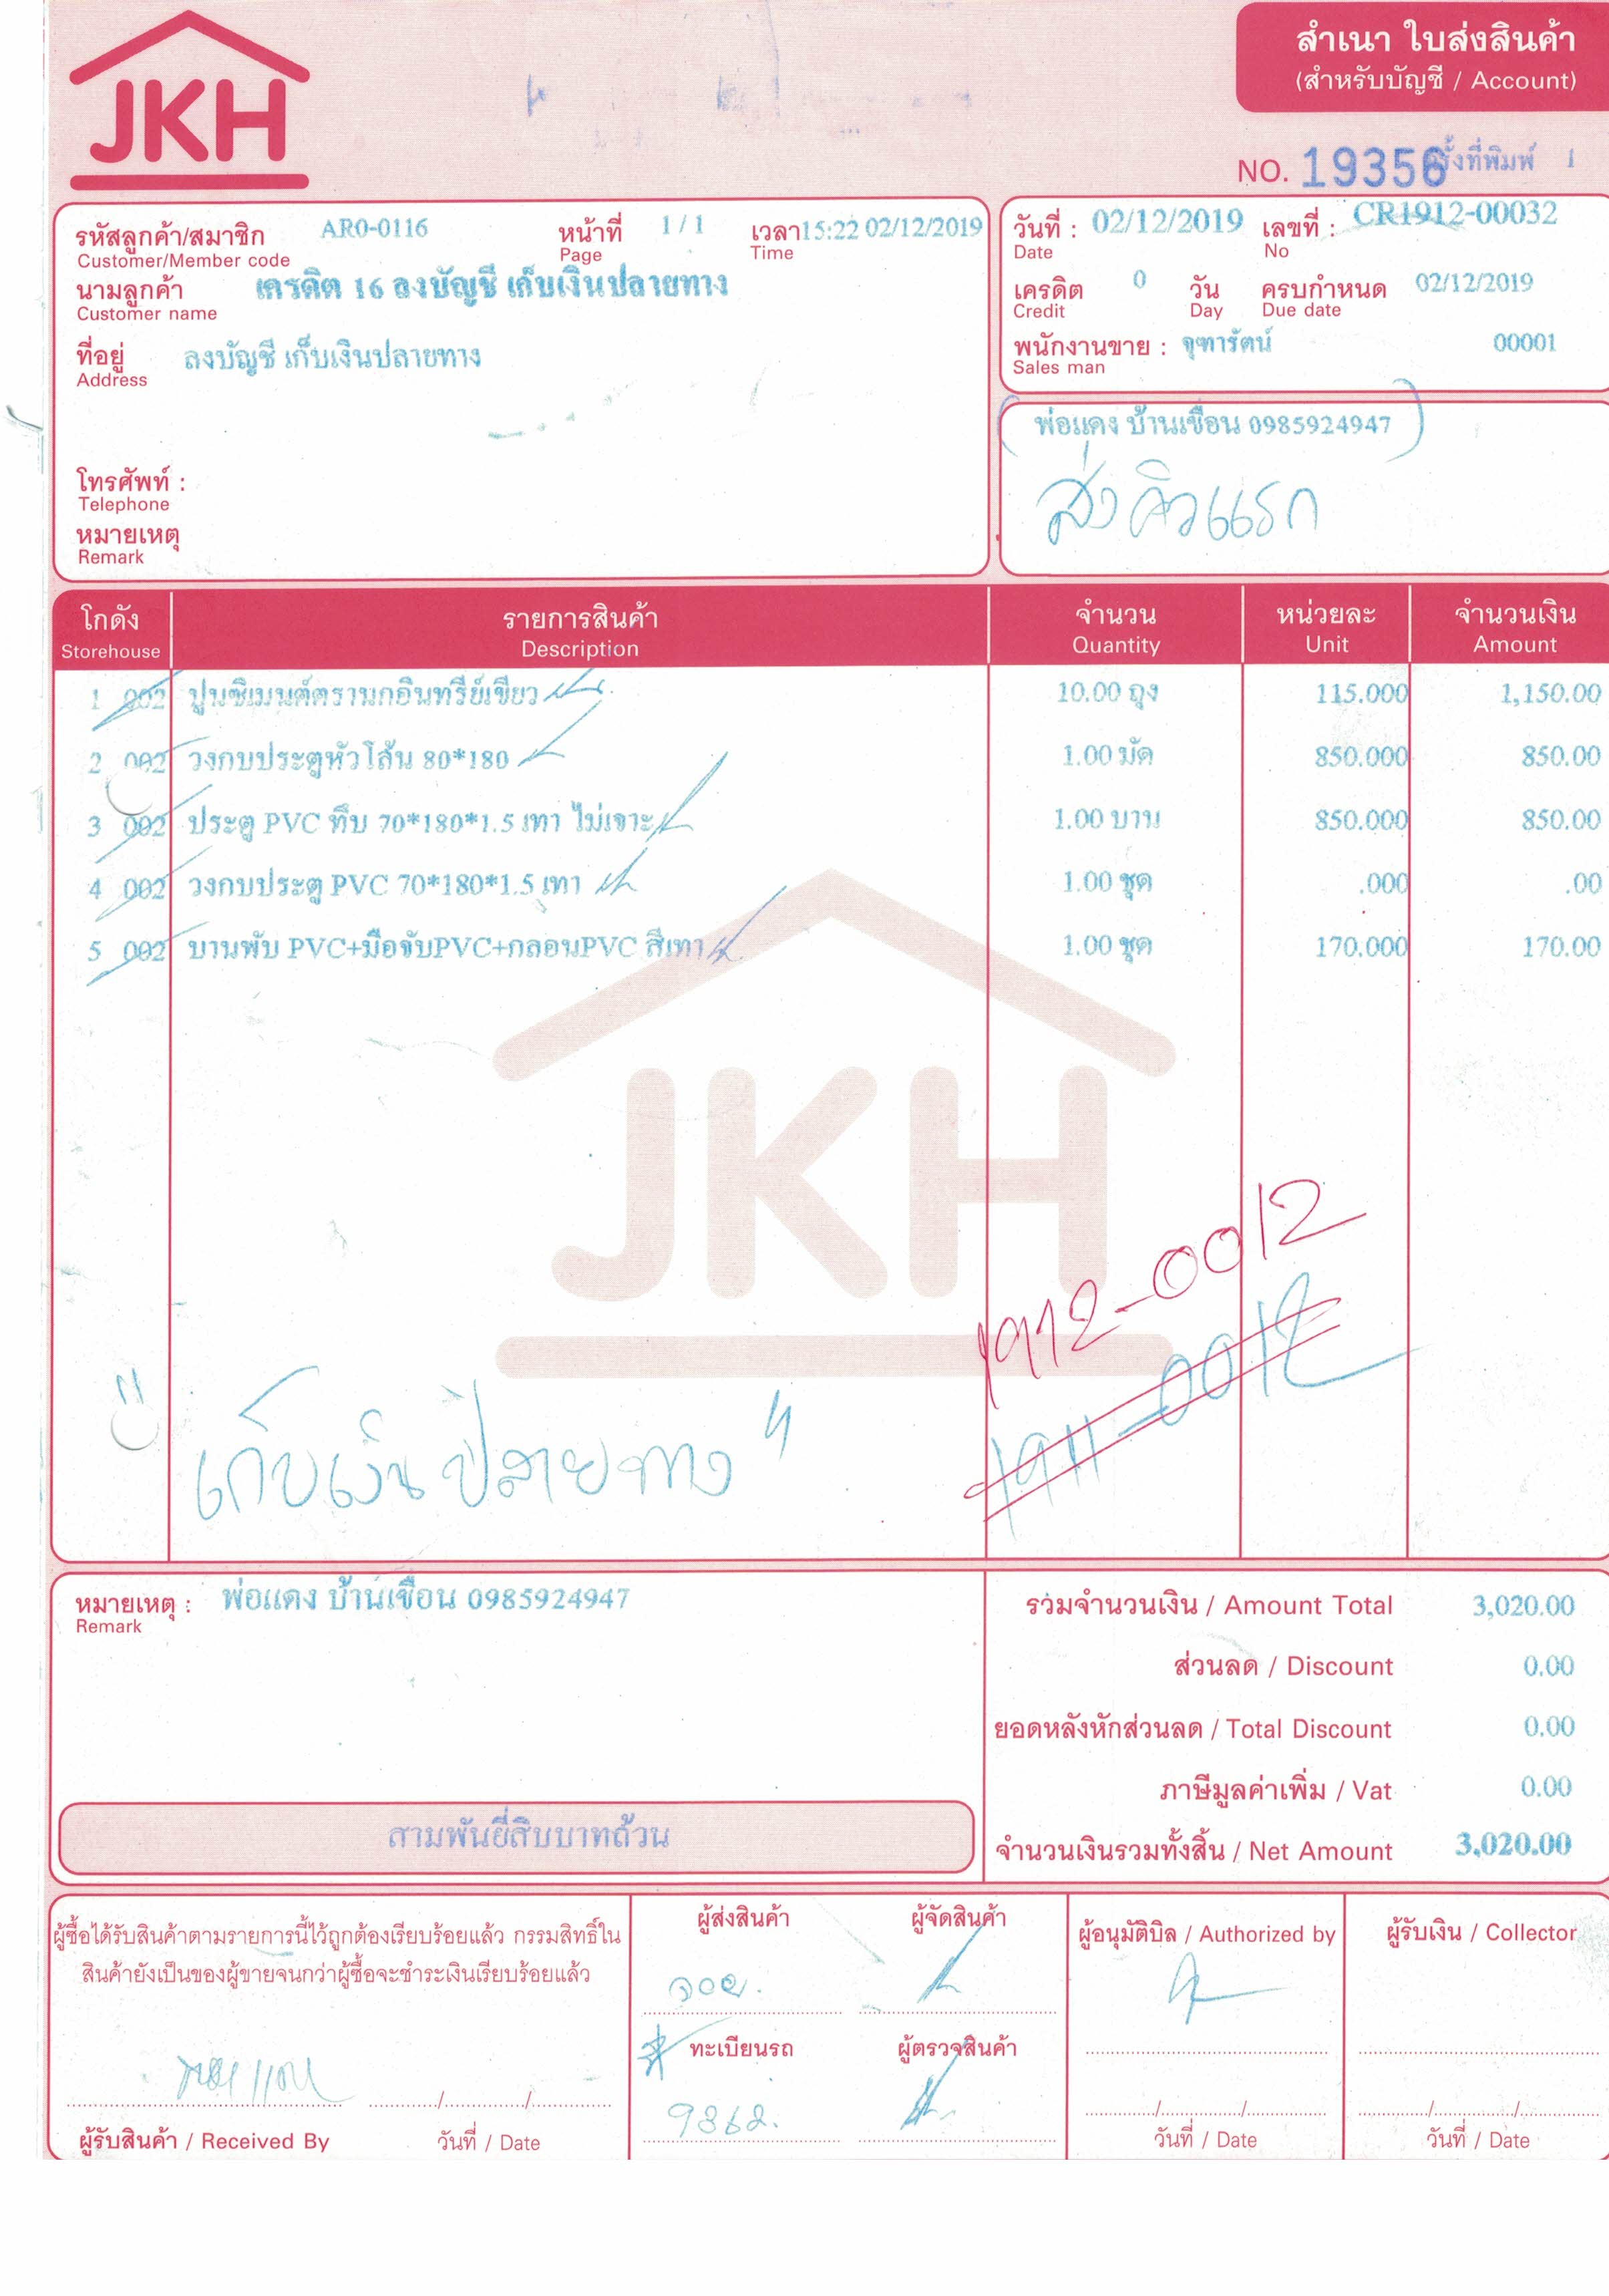 JKH
สำเนา ใบส่งสินค้า
(สำหรับบัญชี / Account)
NO. 19356 ครั้งที่พิมพ์ 1
รหัสลูกค้า/สมาชิก AR0-0116 หน้าที่ 1 / 1 เวลา 15:22 02/12/2019
Customer/Member code Page Time
นามลูกค้า เครดิต 16 ลงบัญชี เก็บเงินปลายทาง
Customer name
ที่อยู่ ลงบัญชี เก็บเงินปลายทาง
Address
โทรศัพท์ :
Telephone
หมายเหตุ
Remark
วันที่ : 02/12/2019 เลขที่ : CR1912-00032
Date No
เครดิต 0 วัน ครบกำหนด 02/12/2019
Credit Day Due date
พนักงานขาย : จุฑารัตน์ 00001
Sales man
(พ่อแดง บ้านเขื่อน 0985924947)
ส่งคิวแรก
โกดัง รายการสินค้า จำนวน หน่วยละ จำนวนเงิน
Storehouse Description Quantity Unit Amount
1 002 ปูนซิเมนต์ตรานกอินทรีย์เขียว 10.00 ถุง 115.000 1,150.00
2 002 วงกบประตูหัวโล้น 80*180 1.00 มัด 850.000 850.00
3 002 ประตู PVC ทึบ 70*180*1.5 เทา ไม่เจาะ 1.00 บาน 850.000 850.00
4 002 วงกบประตู PVC 70*180*1.5 เทา 1.00 ชุด .000 .00
5 002 บานพับ PVC+มือจับPVC+กลอนPVC สีเทา 1.00 ชุด 170.000 170.00
JKH
1912-0012
1911-0012
"เก็บเงินปลายทาง"
หมายเหตุ : พ่อแดง บ้านเขื่อน 0985924947
Remark
รวมจำนวนเงิน / Amount Total 3,020.00
ส่วนลด / Discount 0.00
ยอดหลังหักส่วนลด / Total Discount 0.00
ภาษีมูลค่าเพิ่ม / Vat 0.00
สามพันยี่สิบบาทถ้วน
จำนวนเงินรวมทั้งสิ้น / Net Amount 3,020.00
ผู้ซื้อได้รับสินค้าตามรายการนี้ไว้ถูกต้องเรียบร้อยแล้ว กรรมสิทธิ์ใน
สินค้ายังเป็นของผู้ขายจนกว่าผู้ซื้อจะชำระเงินเรียบร้อยแล้ว
ผู้รับสินค้า / Received By วันที่ / Date
ผู้ส่งสินค้า ผู้จัดสินค้า
ทะเบียนรถ ผู้ตรวจสินค้า
9362.
ผู้อนุมัติบิล / Authorized by
วันที่ / Date
ผู้รับเงิน / Collector
วันที่ / Date